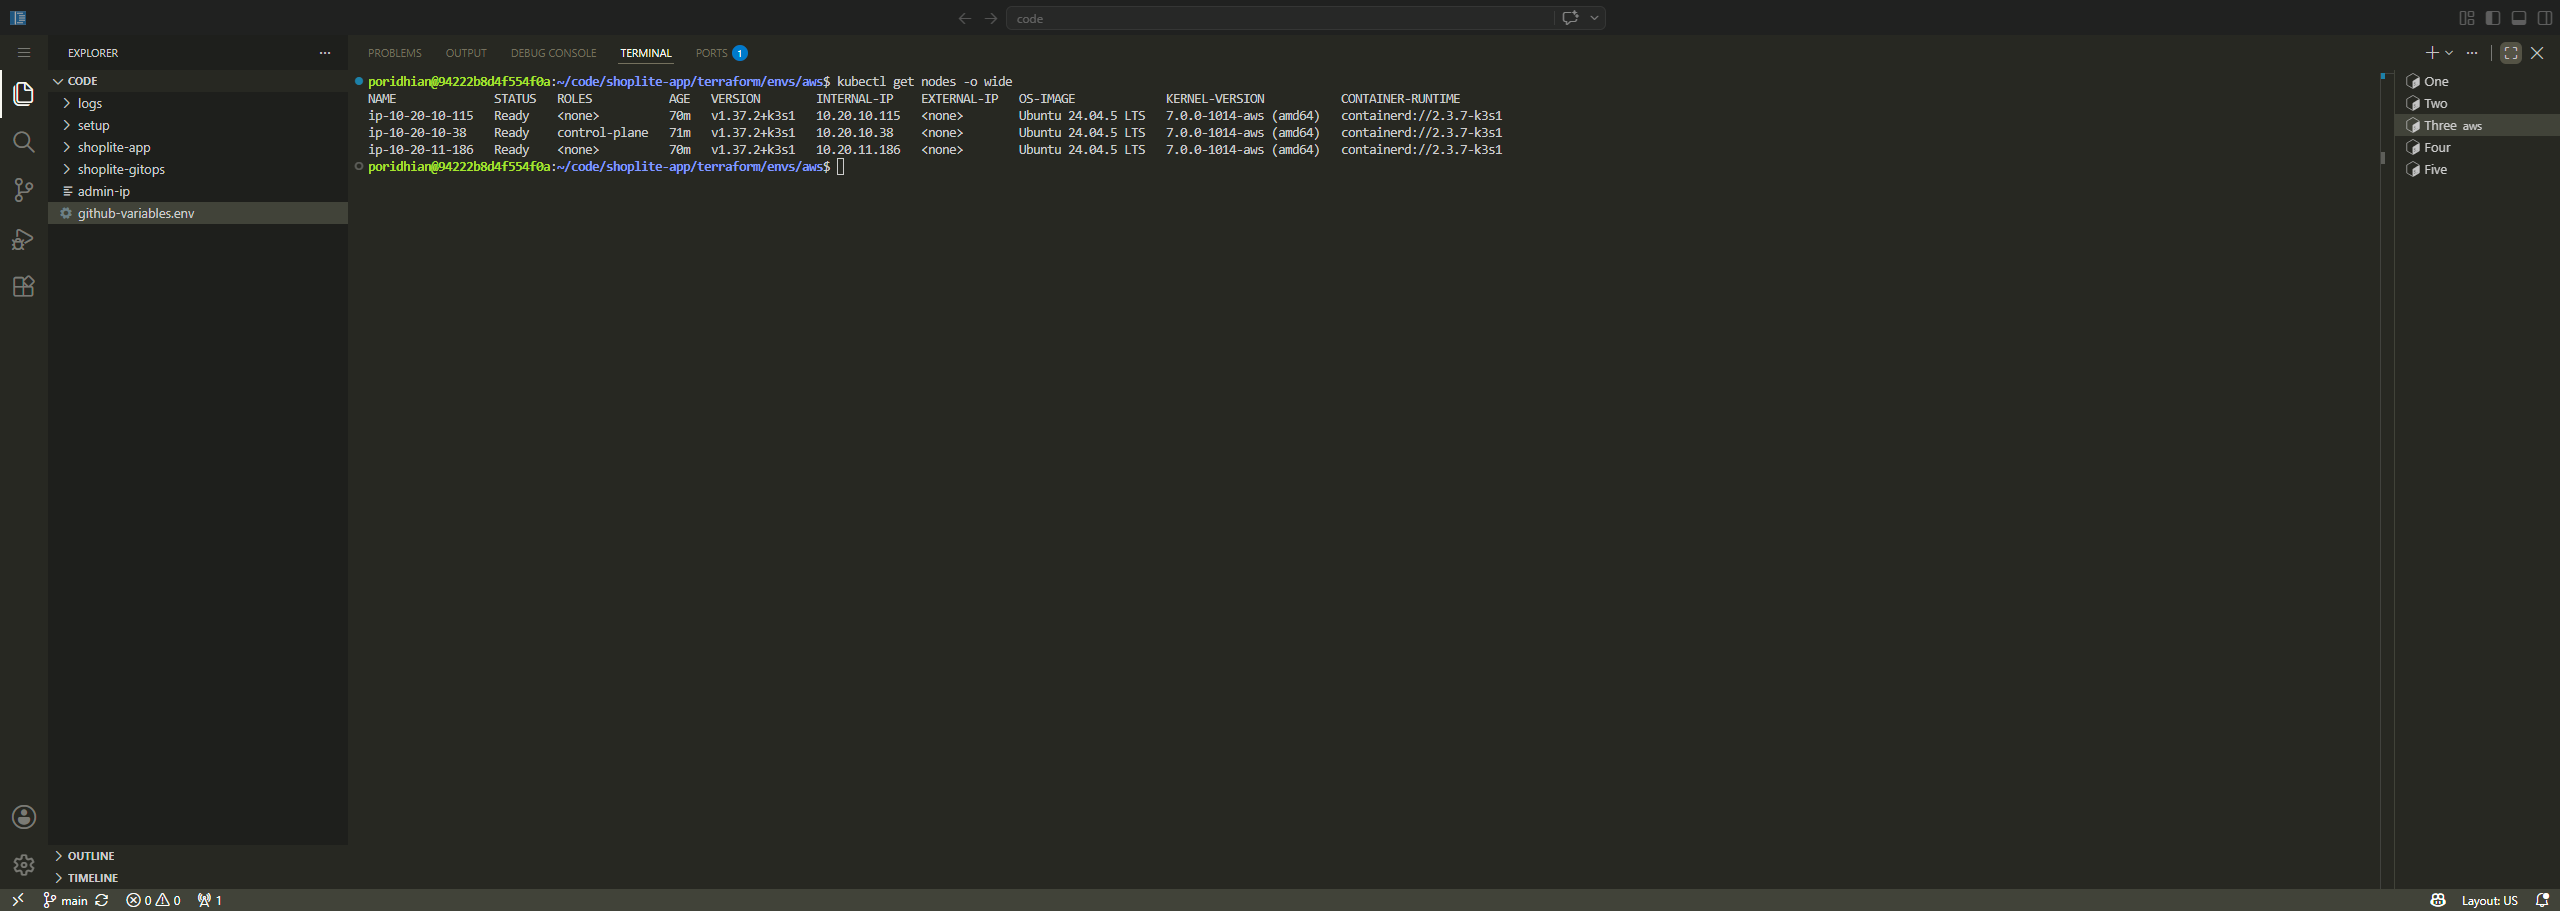 code
EXPLORER
PROBLEMS OUTPUT DEBUG CONSOLE TERMINAL PORTS 1
CODE
logs
setup
shoplite-app
shoplite-gitops
admin-ip
github-variables.env
poridhian@94222b8d4f554f0a:~/code/shoplite-app/terraform/envs/aws$ kubectl get nodes -o wide
NAME STATUS ROLES AGE VERSION INTERNAL-IP EXTERNAL-IP OS-IMAGE KERNEL-VERSION CONTAINER-RUNTIME
ip-10-20-10-115 Ready <none> 70m v1.37.2+k3s1 10.20.10.115 <none> Ubuntu 24.04.5 LTS 7.0.0-1014-aws (amd64) containerd://2.3.7-k3s1
ip-10-20-10-38 Ready control-plane 71m v1.37.2+k3s1 10.20.10.38 <none> Ubuntu 24.04.5 LTS 7.0.0-1014-aws (amd64) containerd://2.3.7-k3s1
ip-10-20-11-186 Ready <none> 70m v1.37.2+k3s1 10.20.11.186 <none> Ubuntu 24.04.5 LTS 7.0.0-1014-aws (amd64) containerd://2.3.7-k3s1
poridhian@94222b8d4f554f0a:~/code/shoplite-app/terraform/envs/aws$
One
Two
Three aws
Four
Five
OUTLINE
TIMELINE
main 0 0 1 Layout: US